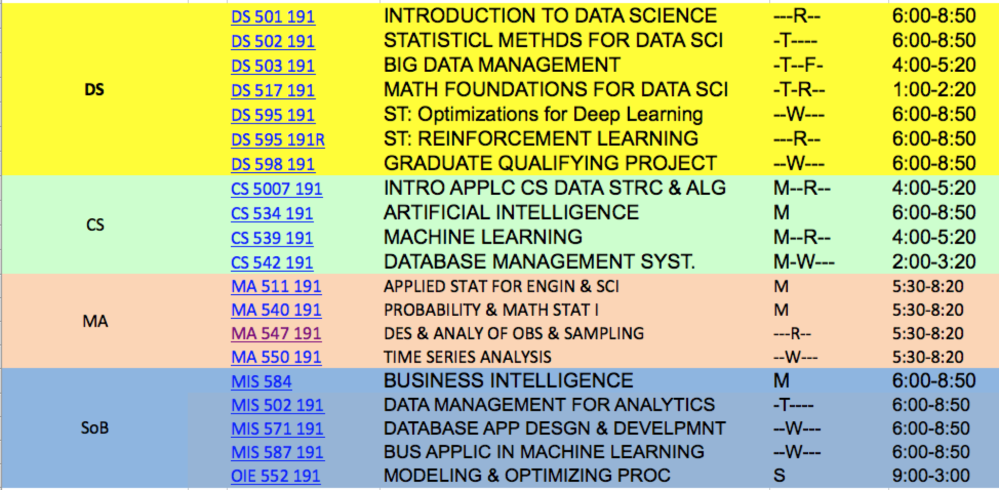 DS 501 191 INTRODUCTION TO DATA SCIENCE ---R-- 6:00-8:50
DS 502 191 STATISTICL METHDS FOR DATA SCI -T---- 6:00-8:50
DS 503 191 BIG DATA MANAGEMENT -T--F- 4:00-5:20
DS DS 517 191 MATH FOUNDATIONS FOR DATA SCI -T-R-- 1:00-2:20
DS 595 191 ST: Optimizations for Deep Learning --W--- 6:00-8:50
DS 595 191R ST: REINFORCEMENT LEARNING ---R-- 6:00-8:50
DS 598 191 GRADUATE QUALIFYING PROJECT --W--- 6:00-8:50
CS 5007 191 INTRO APPLC CS DATA STRC & ALG M--R-- 4:00-5:20
CS 534 191 ARTIFICIAL INTELLIGENCE M 6:00-8:50
CS CS 539 191 MACHINE LEARNING M--R-- 4:00-5:20
CS 542 191 DATABASE MANAGEMENT SYST. M-W--- 2:00-3:20
MA 511 191 APPLIED STAT FOR ENGIN & SCI M 5:30-8:20
MA 540 191 PROBABILITY & MATH STAT I M 5:30-8:20
MA MA 547 191 DES & ANALY OF OBS & SAMPLING ---R-- 5:30-8:20
MA 550 191 TIME SERIES ANALYSIS --W--- 5:30-8:20
MIS 584 BUSINESS INTELLIGENCE M 6:00-8:50
MIS 502 191 DATA MANAGEMENT FOR ANALYTICS -T---- 6:00-8:50
SoB MIS 571 191 DATABASE APP DESGN & DEVELPMNT --W--- 6:00-8:50
MIS 587 191 BUS APPLIC IN MACHINE LEARNING --W--- 6:00-8:50
OIE 552 191 MODELING & OPTIMIZING PROC S 9:00-3:00